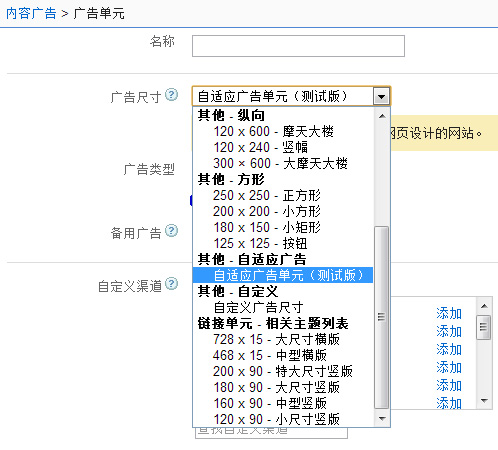 内容广告 > 广告单元
名称
广告尺寸
自适应广告单元（测试版）
其他 - 纵向
120 x 600 - 摩天大楼
120 x 240 - 竖幅
300 × 600 - 大摩天大楼
网页设计的网站。
广告类型
其他 - 方形
250 x 250 - 正方形
200 x 200 - 小方形
180 x 150 - 小矩形
125 x 125 - 按钮
备用广告
其他 - 自适应广告
自适应广告单元（测试版）
自定义渠道
其他 - 自定义
自定义广告尺寸
链接单元 - 相关主题列表
728 x 15 - 大尺寸横版
468 x 15 - 中型横版
200 x 90 - 特大尺寸竖版
180 x 90 - 大尺寸竖版
160 x 90 - 中型竖版
120 x 90 - 小尺寸竖版
添加
添加
添加
添加
添加
添加
查找自定义渠道